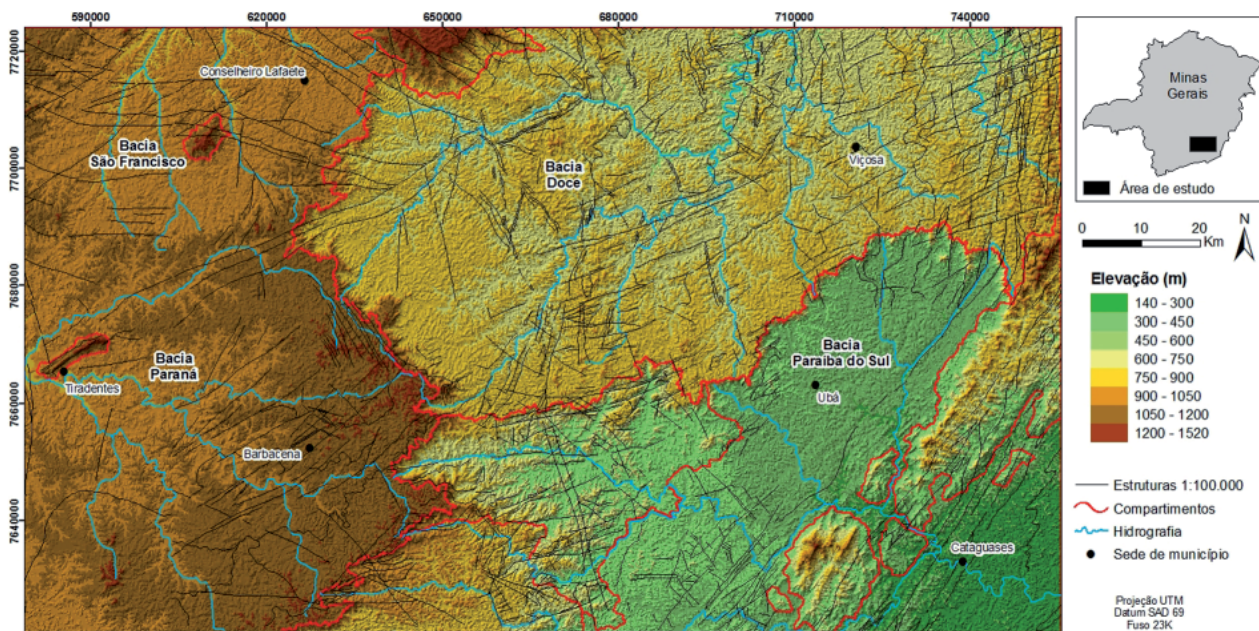 590000
620000
650000
680000
710000
740000
7720000
7700000
7680000
7660000
7640000
Conselheiro Lafaete
Bacia
São Francisco
Bacia
Doce
Viçosa
Bacia
Paraná
Tiradentes
Barbacena
Bacia
Paraíba do Sul
Ubá
Cataguases
Minas
Gerais
Área de estudo
0 10 20
Km
N
Elevação (m)
140 - 300
300 - 450
450 - 600
600 - 750
750 - 900
900 - 1050
1050 - 1200
1200 - 1520
Estruturas 1:100.000
Compartimentos
Hidrografia
Sede de município
Projeção UTM
Datum SAD 69
Fuso 23K